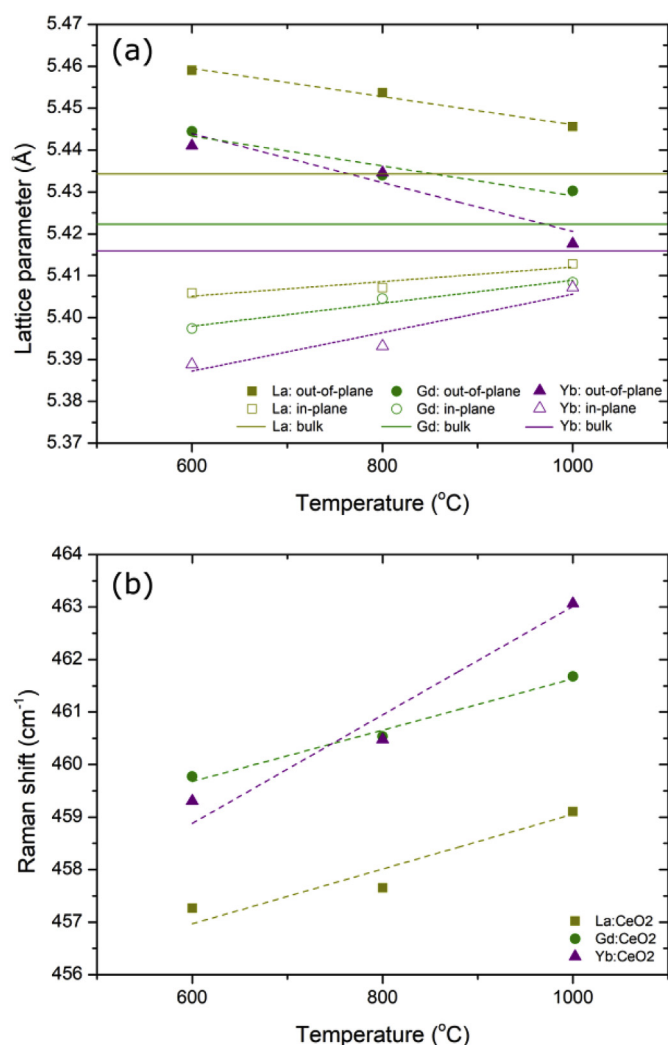 (a)
5.47
5.46
5.45
5.44
5.43
5.42
5.41
5.40
5.39
5.38
5.37
Lattice parameter (Å)
La: out-of-plane Gd: out-of-plane Yb: out-of-plane
La: in-plane Gd: in-plane Yb: in-plane
La: bulk Gd: bulk Yb: bulk
600 800 1000
Temperature (°C)
(b)
464
463
462
461
460
459
458
457
456
Raman shift (cm⁻¹)
La:CeO2
Gd:CeO2
Yb:CeO2
600 800 1000
Temperature (°C)